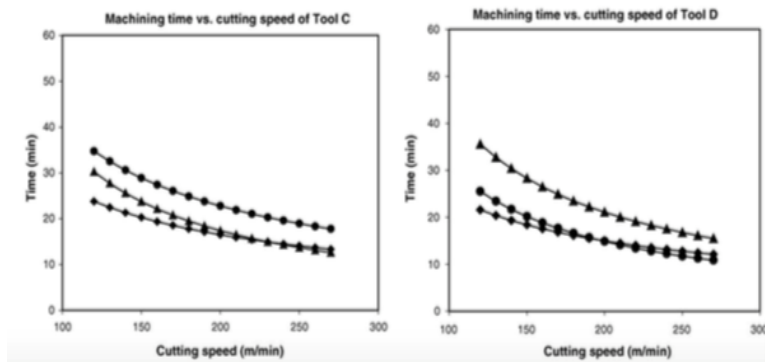 Machining time vs. cutting speed of Tool C
60
50
40
30
20
10
0
Time (min)
100 150 200 250 300
Cutting speed (m/min)
Machining time vs. cutting speed of Tool D
60
50
40
30
20
10
0
Time (min)
100 150 200 250 300
Cutting speed (m/min)